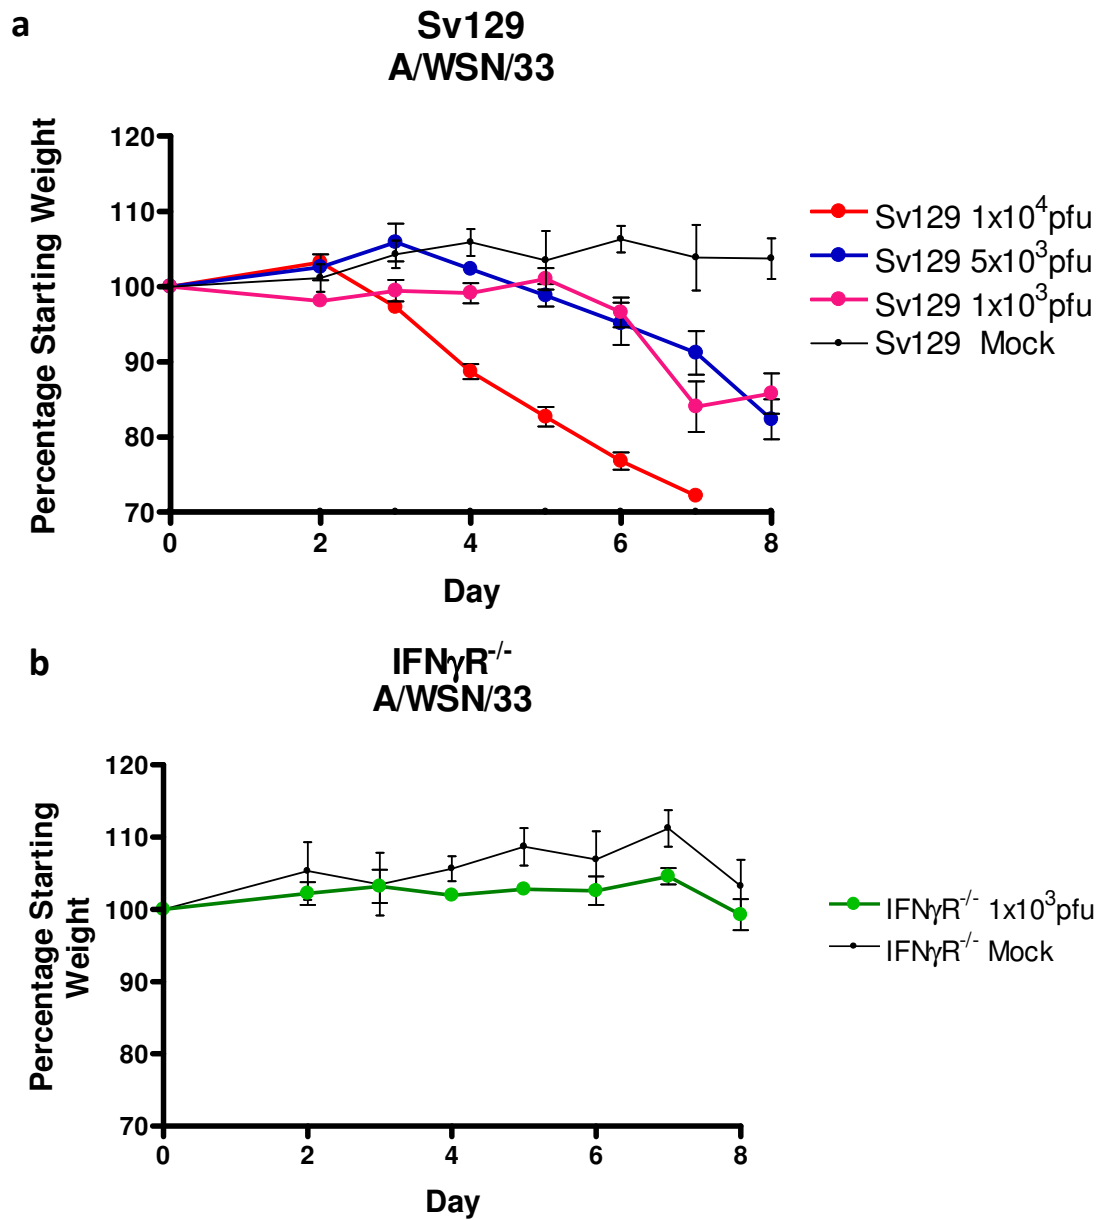 a
Sv129
A/WSN/33
Percentage Starting Weight
120
110
100
90
80
70
0 2 4 6 8
Day
Sv129 1x10⁴pfu
Sv129 5x10³pfu
Sv129 1x10³pfu
Sv129 Mock
b
IFNγR⁻/⁻
A/WSN/33
Percentage Starting
Weight
120
110
100
90
80
70
0 2 4 6 8
Day
IFNγR⁻/⁻ 1x10³pfu
IFNγR⁻/⁻ Mock